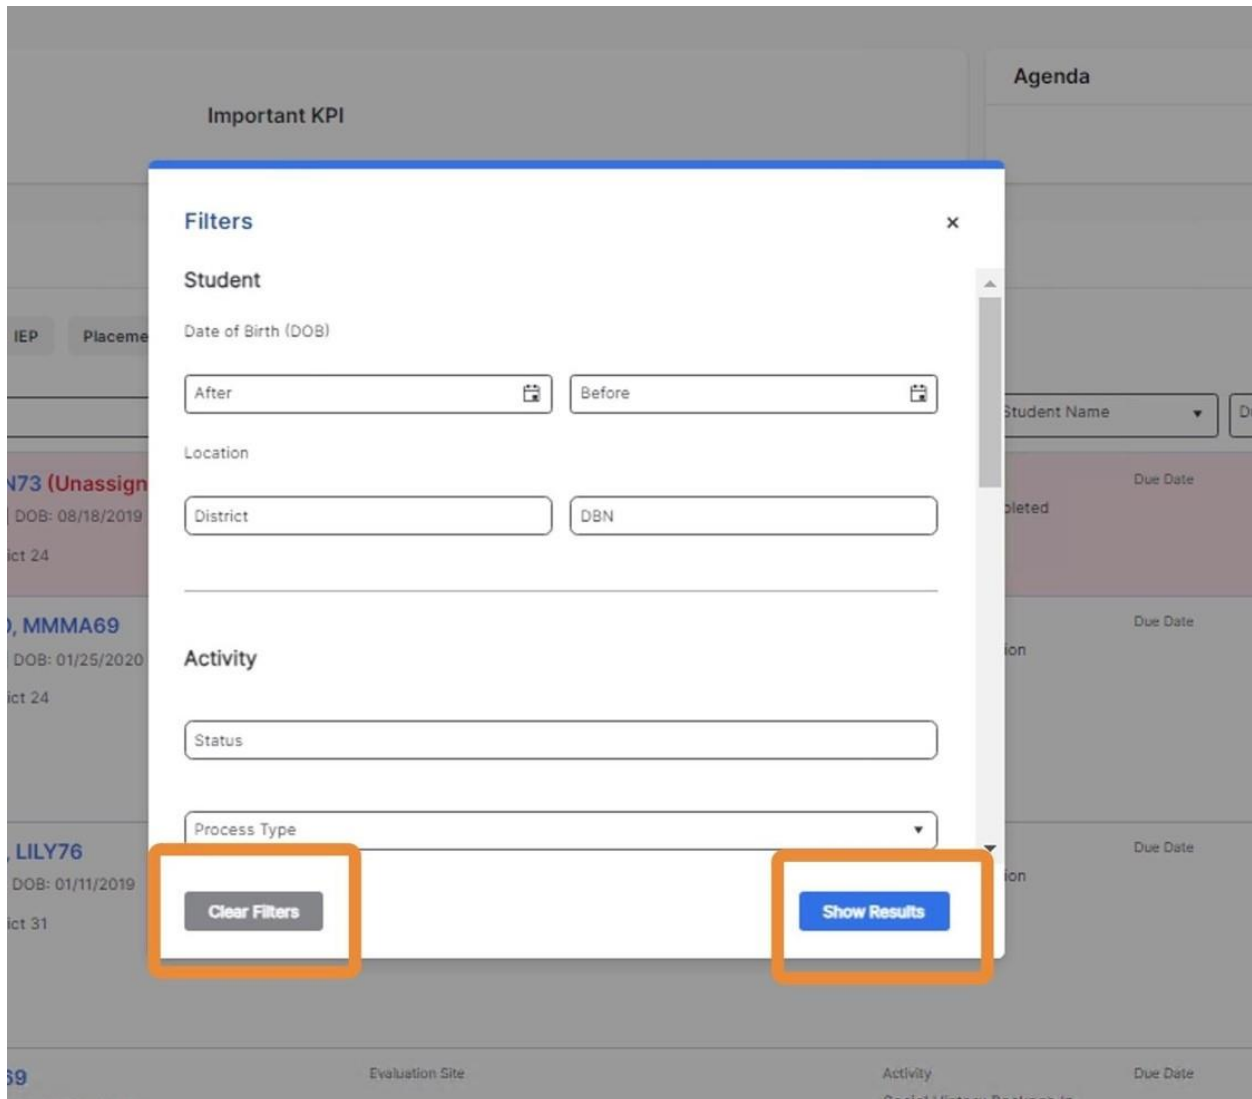 Agenda
Important KPI
Filters
Student
IEP Placeme
Date of Birth (DOB)
After Before
Student Name
Location
N73 (Unassign
Due Date
DOB: 08/18/2019
District
DBN
pleted
ict 24
, MMMA69
Due Date
DOB: 01/25/2020
Activity
ion
ict 24
Status
Process Type
, LILY76
Due Date
DOB: 01/11/2019
ion
Clear Filters
Show Results
ict 31
69
Evaluation Site
Activity
Due Date